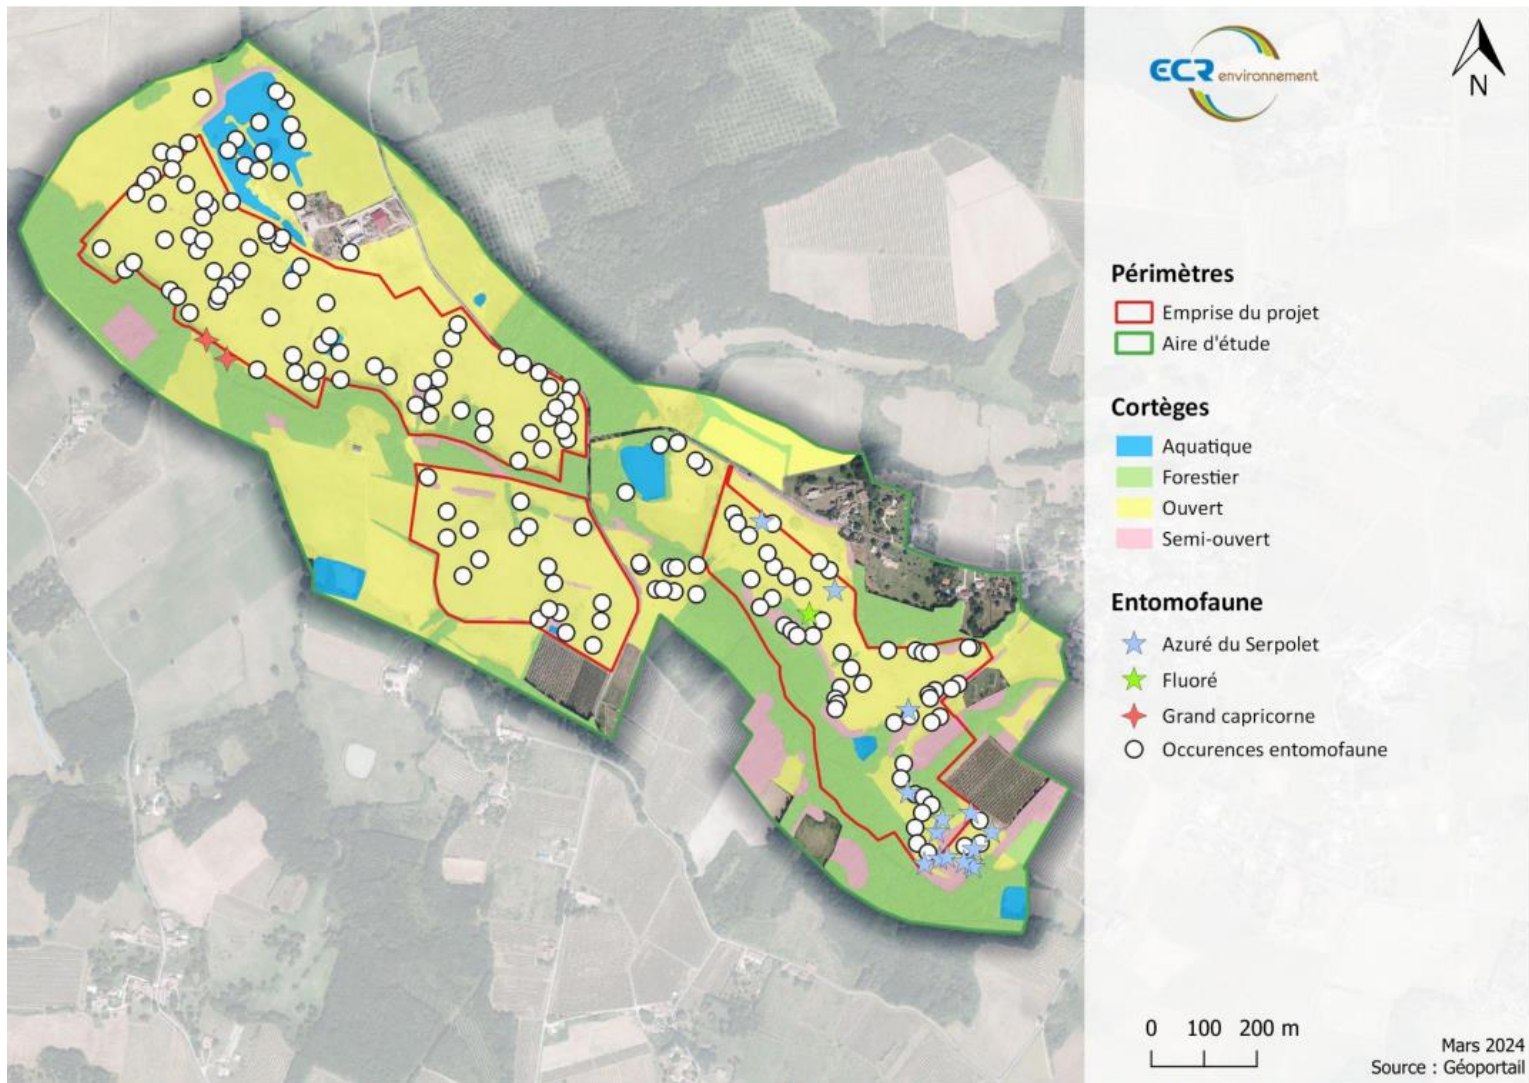 ECR environnement
N
Périmètres
Emprise du projet
Aire d'étude
Cortèges
Aquatique
Forestier
Ouvert
Semi-ouvert
Entomofaune
Azuré du Serpolet
Fluoré
Grand capricorne
Occurences entomofaune
0 100 200 m
Mars 2024
Source : Géoportail